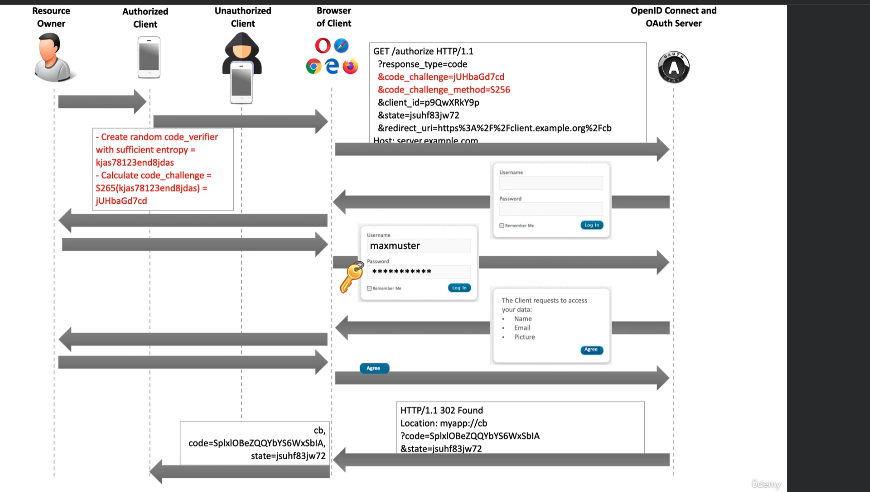 Resource
Owner
Authorized
Client
Unauthorized
Client
Browser
of Client
OpenID Connect and
OAuth Server
GET /authorize HTTP/1.1
?response_type=code
&code_challenge=jUHbaGd7cd
&code_challenge_method=S256
&client_id=p9QwXRkY9p
&state=jsuhf83jw72
&redirect_uri=https%3A%2F%2Fclient.example.org%2Fcb
Host: server.example.com
- Create random code_verifier
with sufficient entropy =
kjas78123end8jdas
- Calculate code_challenge =
S265(kjas78123end8jdas) =
jUHbaGd7cd
Username
Password
Remember Me
Log In
Username
maxmuster
Password
***********
Remember Me
Log In
The Client requests to access
your data:
• Name
• Email
• Picture
Agree
Agree
HTTP/1.1 302 Found
Location: myapp://cb
?code=SplxlOBeZQQYbYS6WxSbIA
&state=jsuhf83jw72
cb,
code=SplxlOBeZQQYbYS6WxSbIA,
state=jsuhf83jw72
A
Udemy